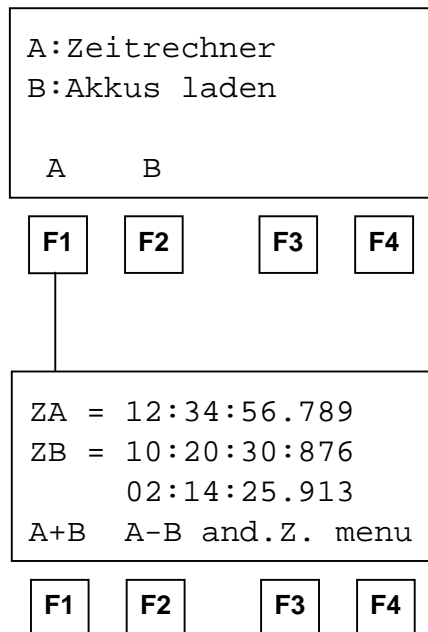 A:Zeitrechner
B:Akkus laden
A B
F1 F2 F3 F4
ZA = 12:34:56.789
ZB = 10:20:30:876
02:14:25.913
A+B A-B and.Z. menu
F1 F2 F3 F4